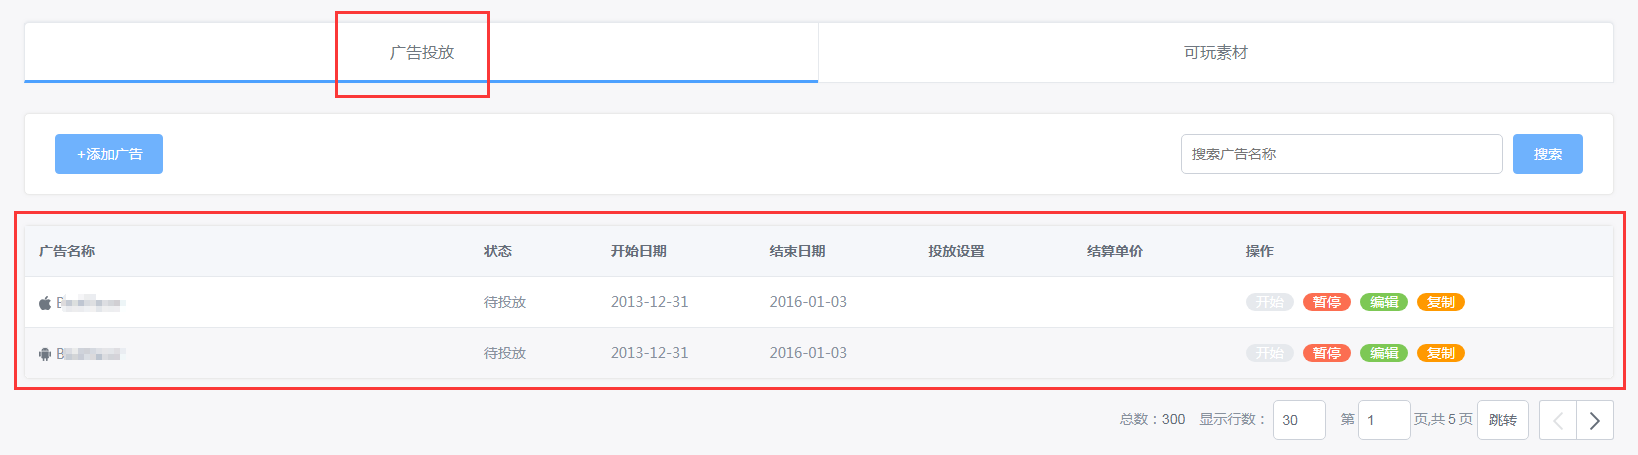 广告投放 可玩素材
+添加广告 搜索广告名称 搜索
广告名称 状态 开始日期 结束日期 投放设置 结算单价 操作
待投放 2013-12-31 2016-01-03 开始 暂停 编辑 复制
待投放 2013-12-31 2016-01-03 开始 暂停 编辑 复制
总数：300 显示行数： 30 第 1 页,共 5 页 跳转